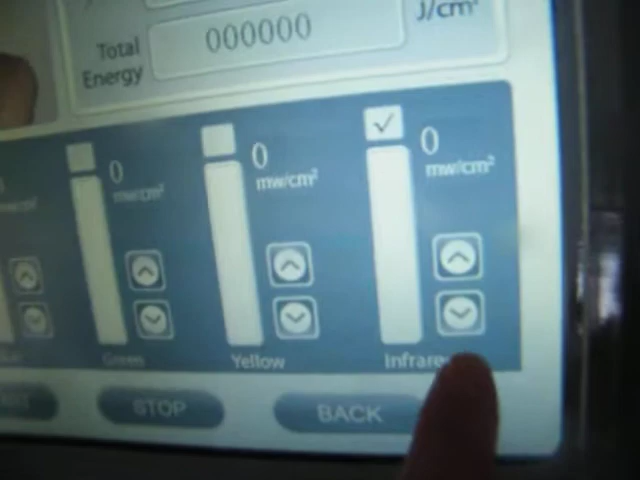 J/cm²
Total
Energy
000000
0
mw/cm²
0
mw/cm²
0
mw/cm²
Green
Yellow
Infrare
STOP
BACK